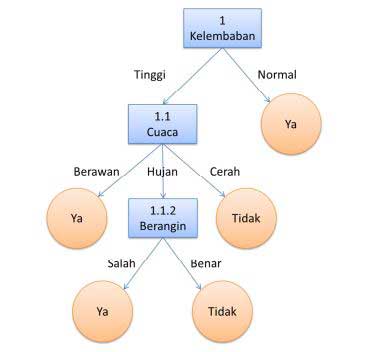 1
Kelembaban
Tinggi
Normal
1.1
Cuaca
Ya
Berawan
Hujan
Cerah
Ya
1.1.2
Berangin
Tidak
Salah
Benar
Ya
Tidak